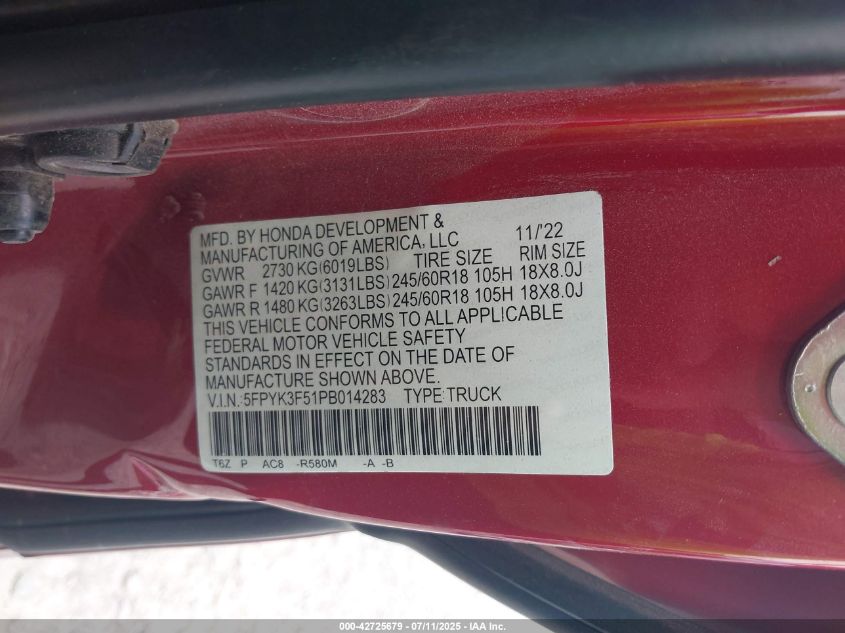 MFD. BY HONDA DEVELOPMENT & 11/'22
MANUFACTURING OF AMERICA, LLC
GVWR 2730 KG(6019LBS) TIRE SIZE RIM SIZE
GAWR F 1420 KG(3131LBS) 245/60R18 105H 18X8.0J
GAWR R 1480 KG(3263LBS) 245/60R18 105H 18X8.0J
THIS VEHICLE CONFORMS TO ALL APPLICABLE
FEDERAL MOTOR VEHICLE SAFETY
STANDARDS IN EFFECT ON THE DATE OF
MANUFACTURE SHOWN ABOVE.
V.I.N.:5FPYK3F51PB014283 TYPE:TRUCK
T6Z P AC8 -R580M -A -B
000-42725679 - 07/11/2025 - IAA Inc.